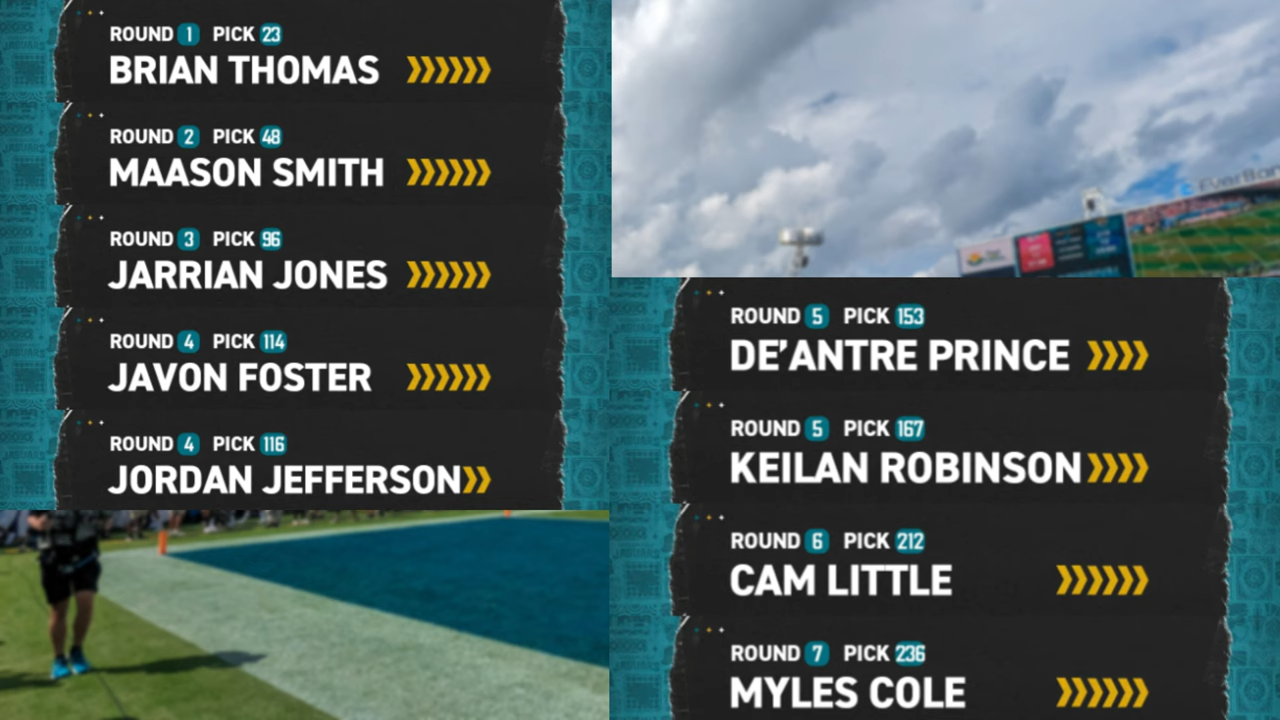 ROUND 1 PICK 23
BRIAN THOMAS
ROUND 2 PICK 48
MAASON SMITH
ROUND 3 PICK 96
JARRIAN JONES
ROUND 4 PICK 114
JAVON FOSTER
ROUND 4 PICK 116
JORDAN JEFFERSON
EverBan
ROUND 5 PICK 153
DE'ANTRE PRINCE
ROUND 5 PICK 167
KEILAN ROBINSON
ROUND 6 PICK 212
CAM LITTLE
ROUND 7 PICK 236
MYLES COLE